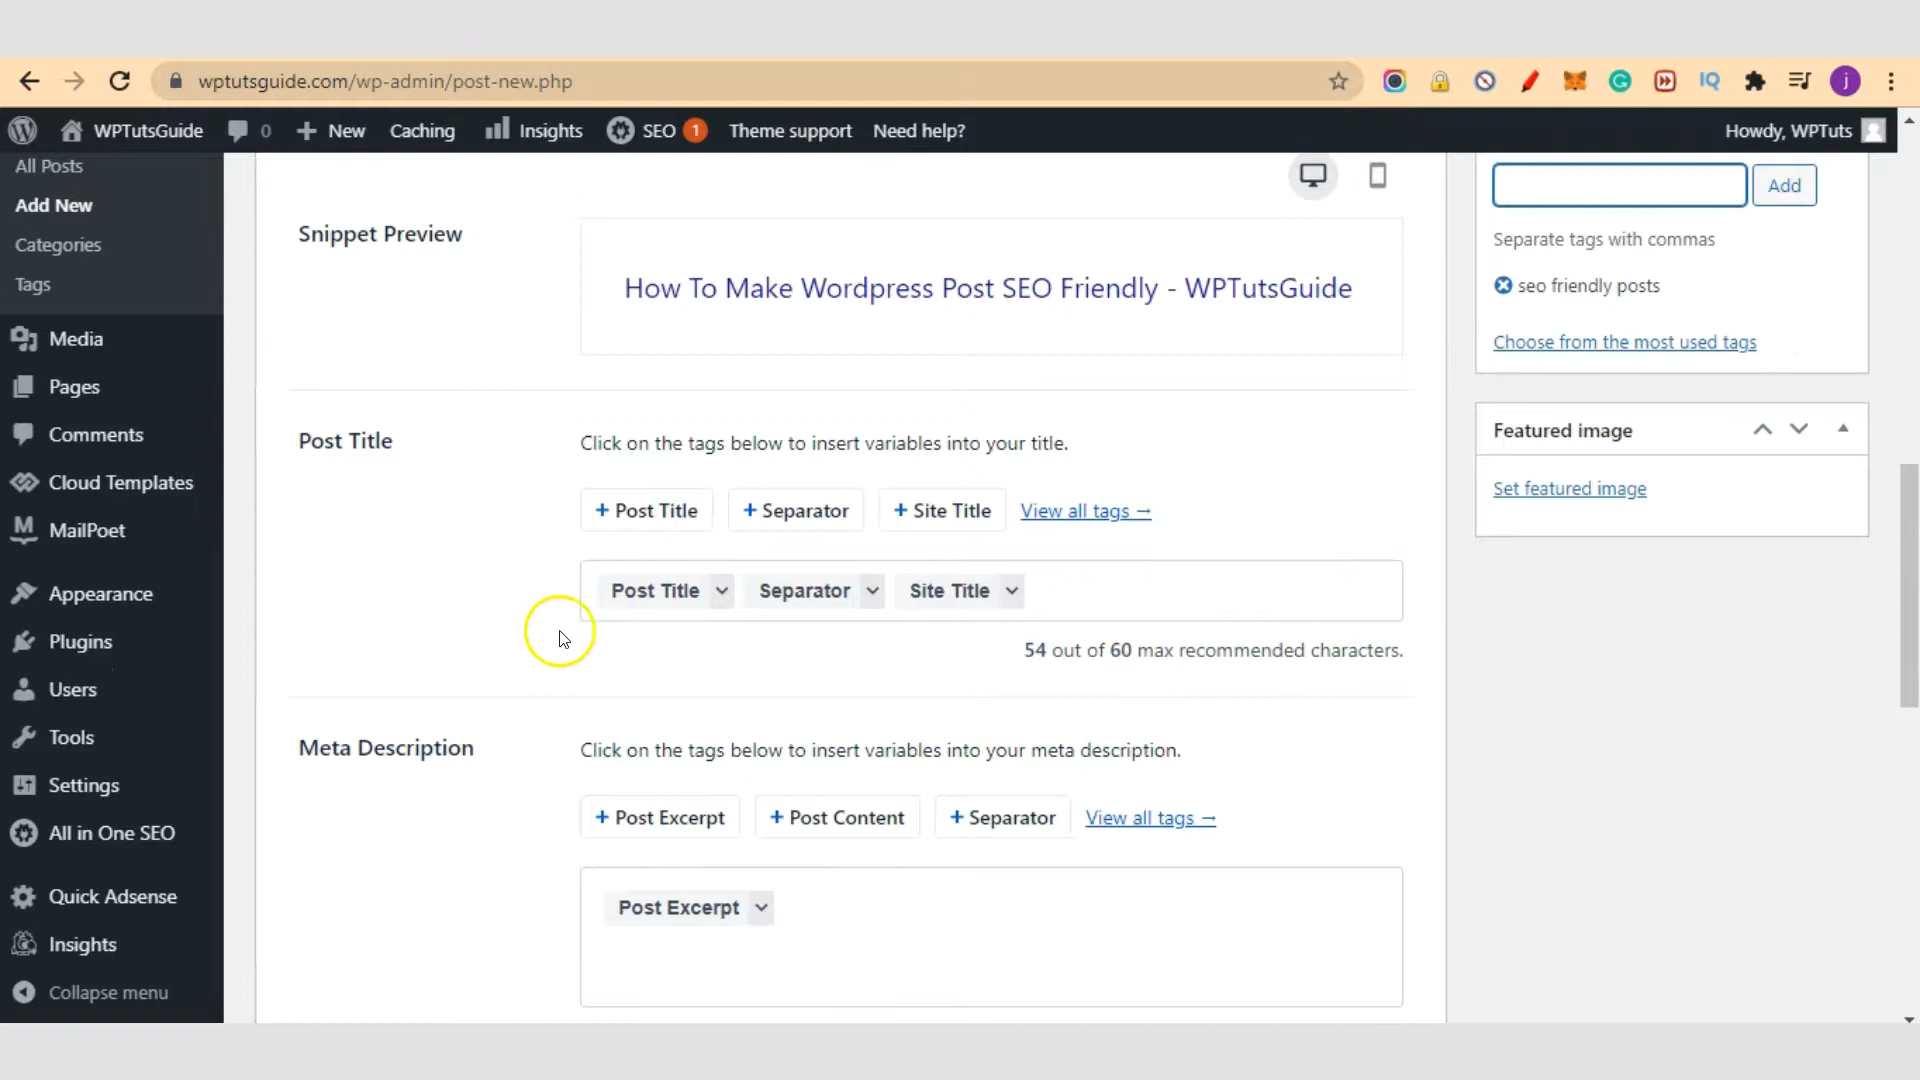 wptutsguide.com/wp-admin/post-new.php
IQ
j
WPTutsGuide
0
New
Caching
Insights
SEO 1
Theme support
Need help?
Howdy, WPTuts
All Posts
Add New
Categories
Tags
Media
Pages
Comments
Cloud Templates
MailPoet
Appearance
Plugins
Users
Tools
Settings
All in One SEO
Quick Adsense
Insights
Collapse menu
Snippet Preview
How To Make Wordpress Post SEO Friendly - WPTutsGuide
Post Title
Click on the tags below to insert variables into your title.
+ Post Title
+ Separator
+ Site Title
View all tags →
Post Title
Separator
Site Title
54 out of 60 max recommended characters.
Meta Description
Click on the tags below to insert variables into your meta description.
+ Post Excerpt
+ Post Content
+ Separator
View all tags →
Post Excerpt
Add
Separate tags with commas
seo friendly posts
Choose from the most used tags
Featured image
Set featured image